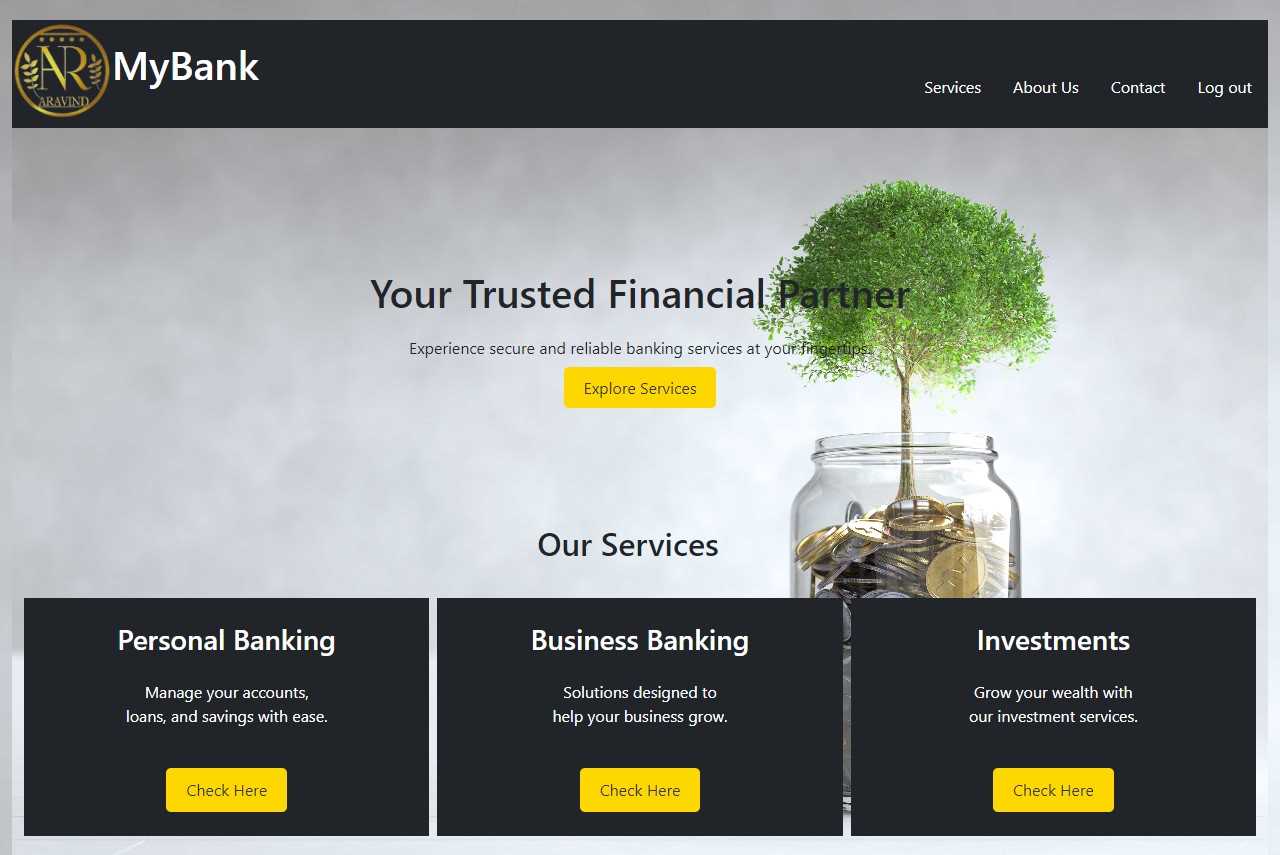 NR
ARAVIND
MyBank
Services About Us Contact Log out
Your Trusted Financial Partner
Experience secure and reliable banking services at your fingertips.
Explore Services
Our Services
Personal Banking
Manage your accounts,
loans, and savings with ease.
Check Here
Business Banking
Solutions designed to
help your business grow.
Check Here
Investments
Grow your wealth with
our investment services.
Check Here